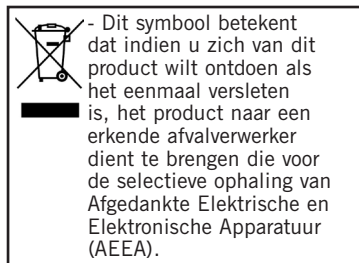 - Dit symbool betekent
dat indien u zich van dit
product wilt ontdoen als
het eenmaal versleten
is, het product naar een
erkende afvalverwerker
dient te brengen die voor
de selectieve ophaling van
Afgedankte Elektrische en
Elektronische Apparatuur
(AEEA).